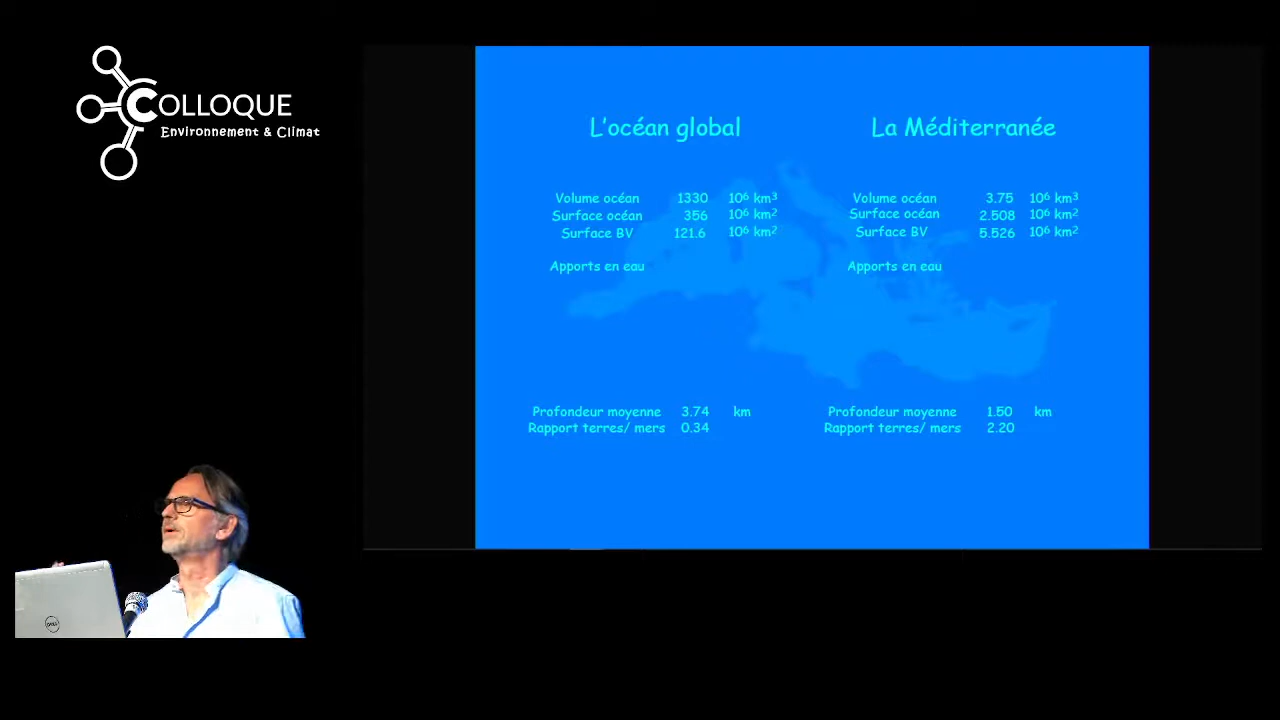 COLLOQUE
Environnement & Climat
L'océan global
Volume océan 1330 10⁶ km³
Surface océan 356 10⁶ km²
Surface BV 121.6 10⁶ km²
Apports en eau
Profondeur moyenne 3.74 km
Rapport terres/ mers 0.34
La Méditerranée
Volume océan 3.75 10⁶ km³
Surface océan 2.508 10⁶ km²
Surface BV 5.526 10⁶ km²
Apports en eau
Profondeur moyenne 1.50 km
Rapport terres/ mers 2.20
DELL